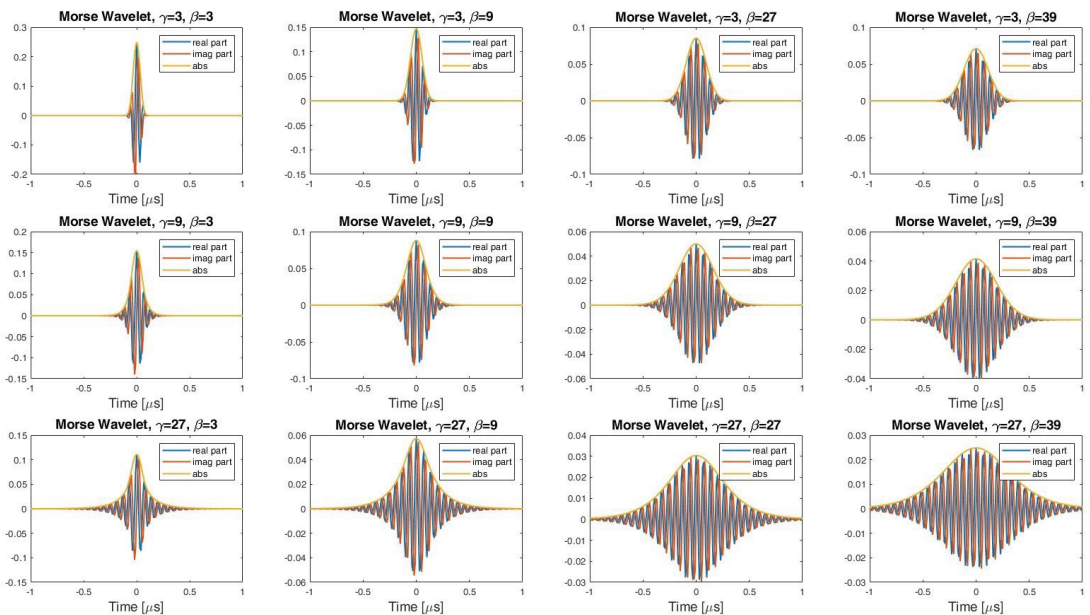 Morse Wavelet, γ=3, β=3
0.3
0.2
0.1
0
-0.1
-0.2
-1
-0.5
0
0.5
1
Time [μs]
real part
imag part
abs
Morse Wavelet, γ=3, β=9
0.15
0.1
0.05
0
-0.05
-0.1
-0.15
-1
-0.5
0
0.5
1
Time [μs]
real part
imag part
abs
Morse Wavelet, γ=3, β=27
0.1
0.05
0
-0.05
-0.1
-1
-0.5
0
0.5
1
Time [μs]
real part
imag part
abs
Morse Wavelet, γ=3, β=39
0.1
0.05
0
-0.05
-0.1
-1
-0.5
0
0.5
1
Time [μs]
real part
imag part
abs
Morse Wavelet, γ=9, β=3
0.2
0.15
0.1
0.05
0
-0.05
-0.1
-0.15
-1
-0.5
0
0.5
1
Time [μs]
real part
imag part
abs
Morse Wavelet, γ=9, β=9
0.1
0.05
0
-0.05
-0.1
-1
-0.5
0
0.5
1
Time [μs]
real part
imag part
abs
Morse Wavelet, γ=9, β=27
0.06
0.04
0.02
0
-0.02
-0.04
-0.06
-1
-0.5
0
0.5
1
Time [μs]
real part
imag part
abs
Morse Wavelet, γ=9, β=39
0.06
0.04
0.02
0
-0.02
-0.04
-1
-0.5
0
0.5
1
Time [μs]
real part
imag part
abs
Morse Wavelet, γ=27, β=3
0.15
0.1
0.05
0
-0.05
-0.1
-0.15
-1
-0.5
0
0.5
1
Time [μs]
real part
imag part
abs
Morse Wavelet, γ=27, β=9
0.06
0.04
0.02
0
-0.02
-0.04
-0.06
-1
-0.5
0
0.5
1
Time [μs]
real part
imag part
abs
Morse Wavelet, γ=27, β=27
0.04
0.03
0.02
0.01
0
-0.01
-0.02
-0.03
-1
-0.5
0
0.5
1
Time [μs]
real part
imag part
abs
Morse Wavelet, γ=27, β=39
0.03
0.02
0.01
0
-0.01
-0.02
-0.03
-1
-0.5
0
0.5
1
Time [μs]
real part
imag part
abs